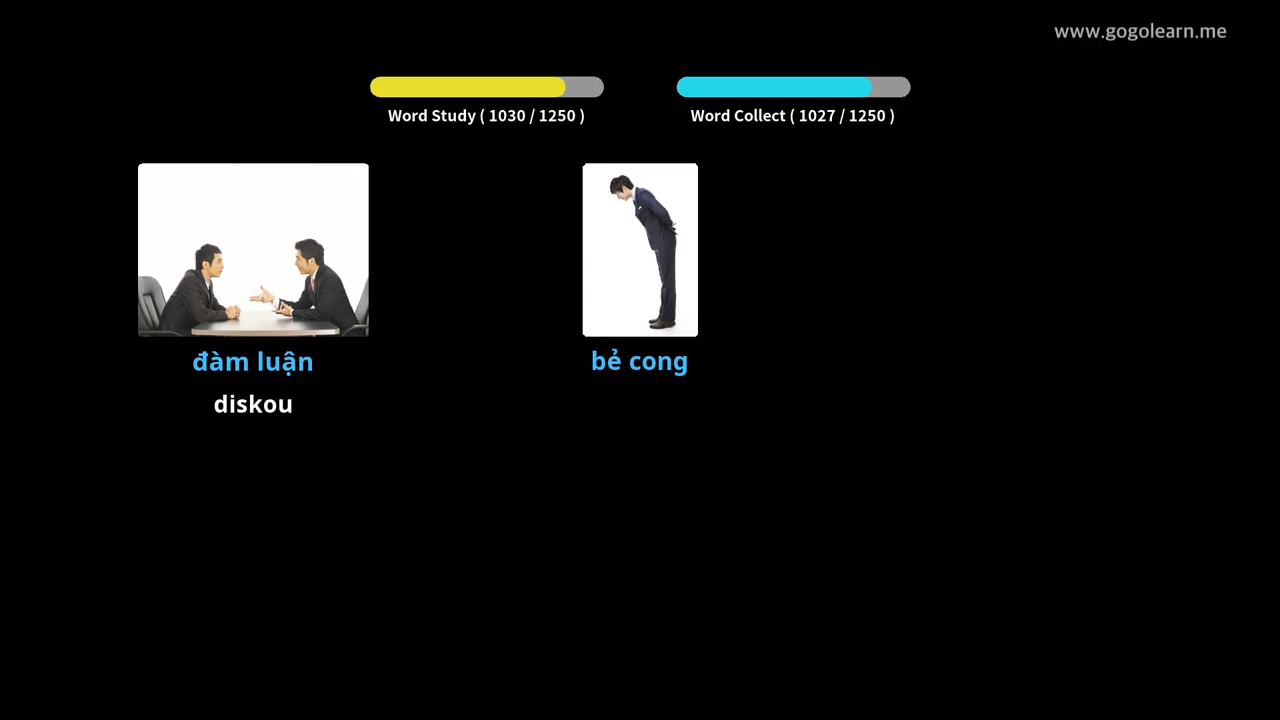 www.gogolearn.me
Word Study ( 1030 / 1250 )
Word Collect ( 1027 / 1250 )
đàm luận
bẻ cong
diskou